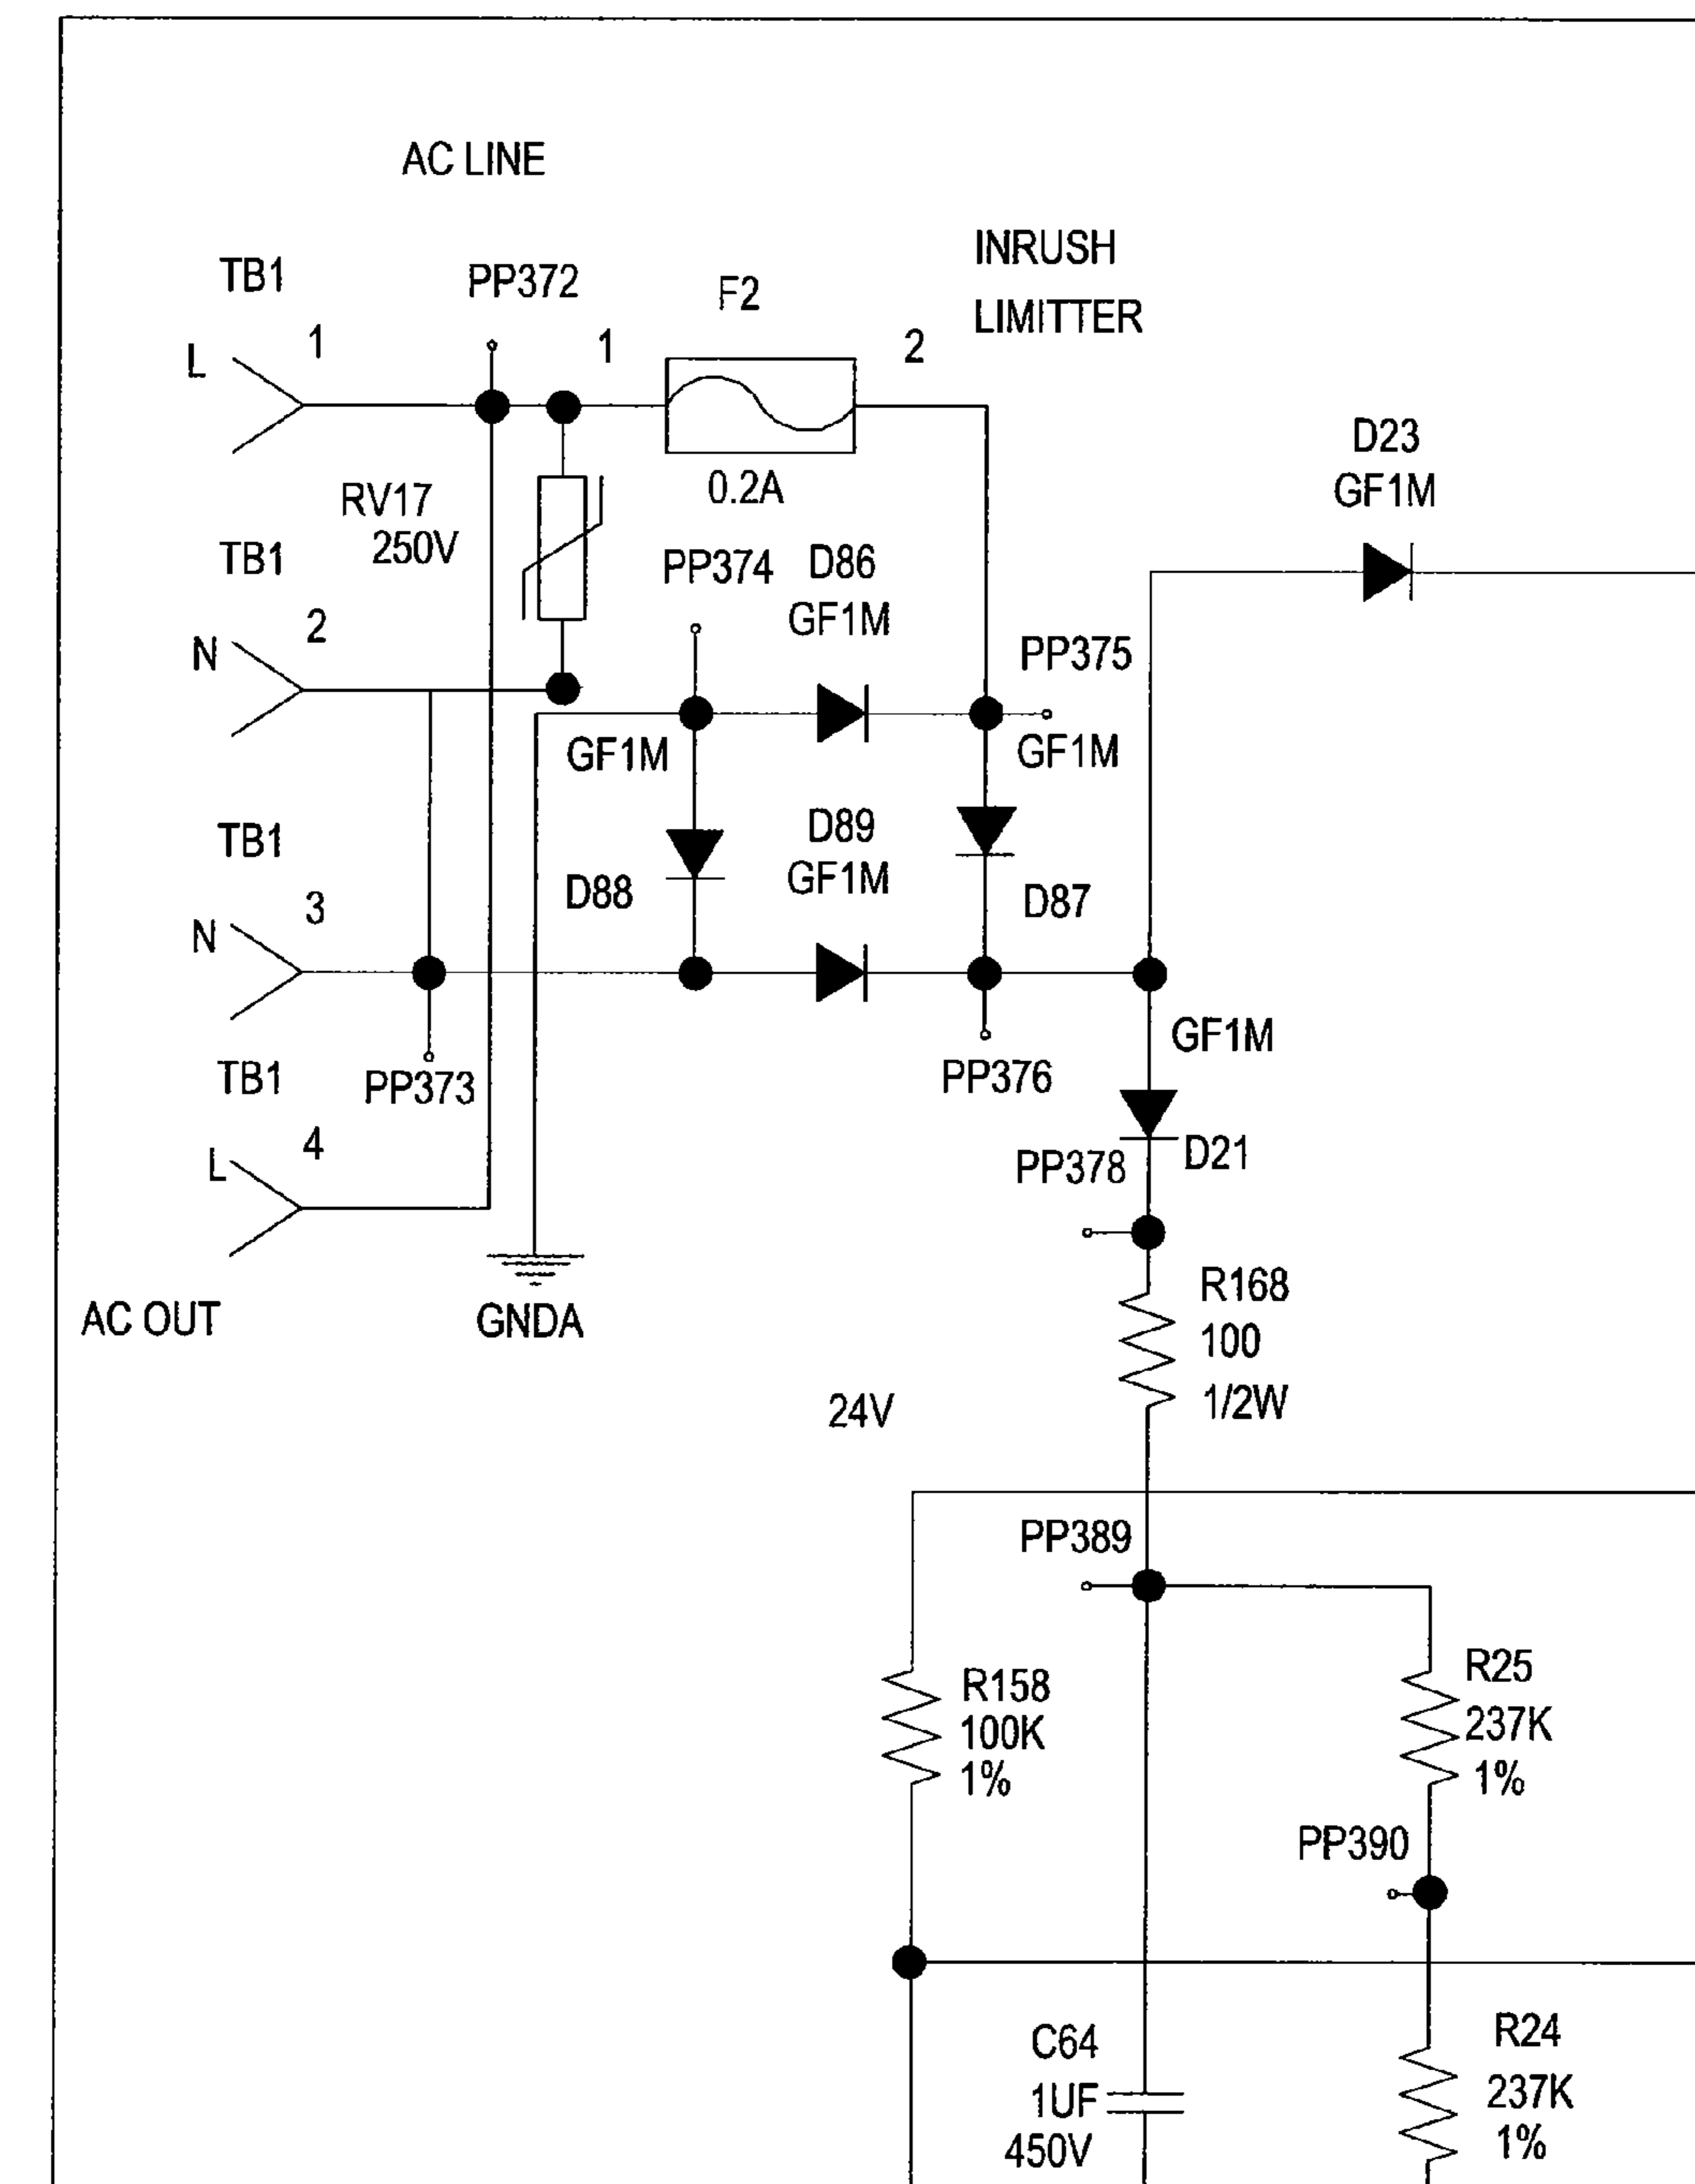 AC LINE
INRUSH
LIMITTER
TB1
PP372
F2
L
1
1
2
0.2A
D23
GF1M
RV17
250V
TB1
PP374
D86
GF1M
N
2
PP375
GF1M
GF1M
TB1
D89
GF1M
D88
D87
N
3
GF1M
TB1
PP373
PP376
L
4
PP378
D21
AC OUT
GNDA
R168
100
1/2W
24V
PP389
R158
100K
1%
R25
237K
1%
PP390
C64
1UF
450V
R24
237K
1%